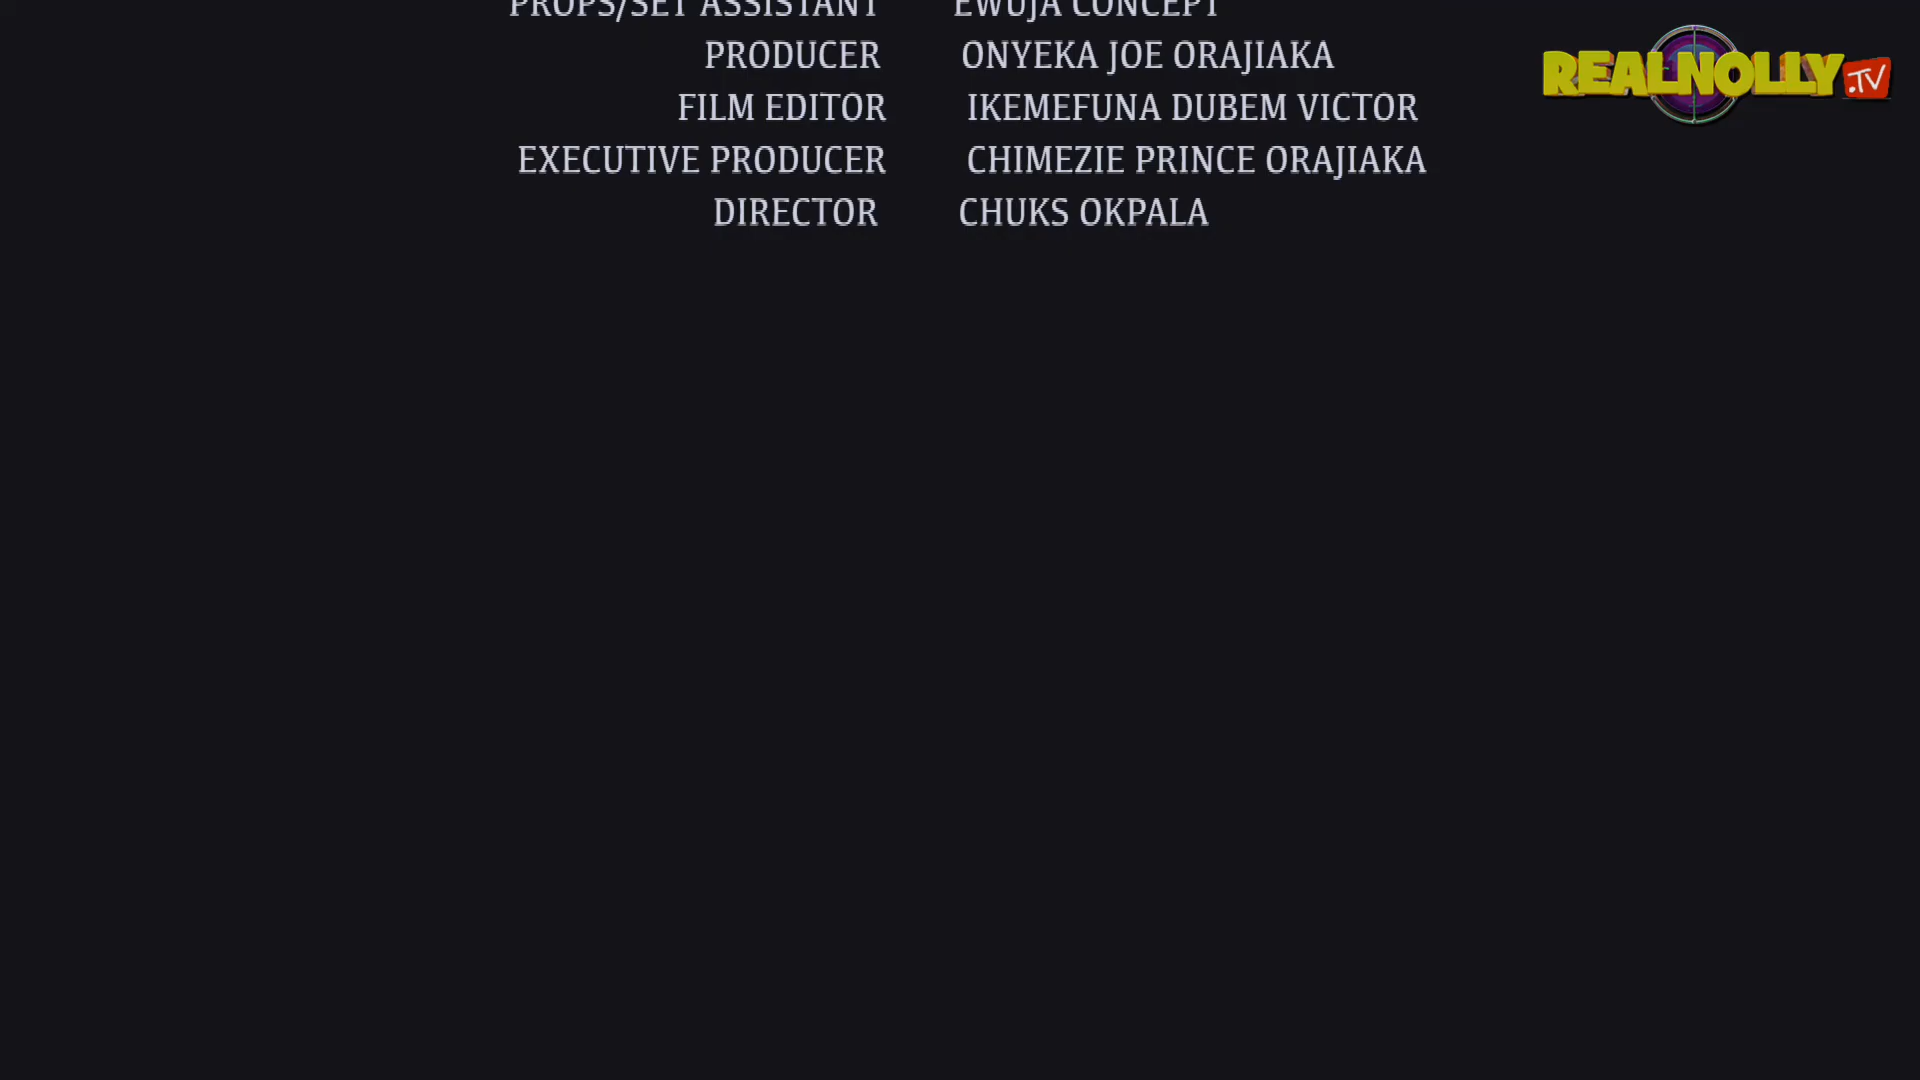 PROPS/SET ASSISTANT EWUJA CONCEPT
PRODUCER ONYEKA JOE ORAJIAKA
FILM EDITOR IKEMEFUNA DUBEM VICTOR
EXECUTIVE PRODUCER CHIMEZIE PRINCE ORAJIAKA
DIRECTOR CHUKS OKPALA
REALNOLLY.TV